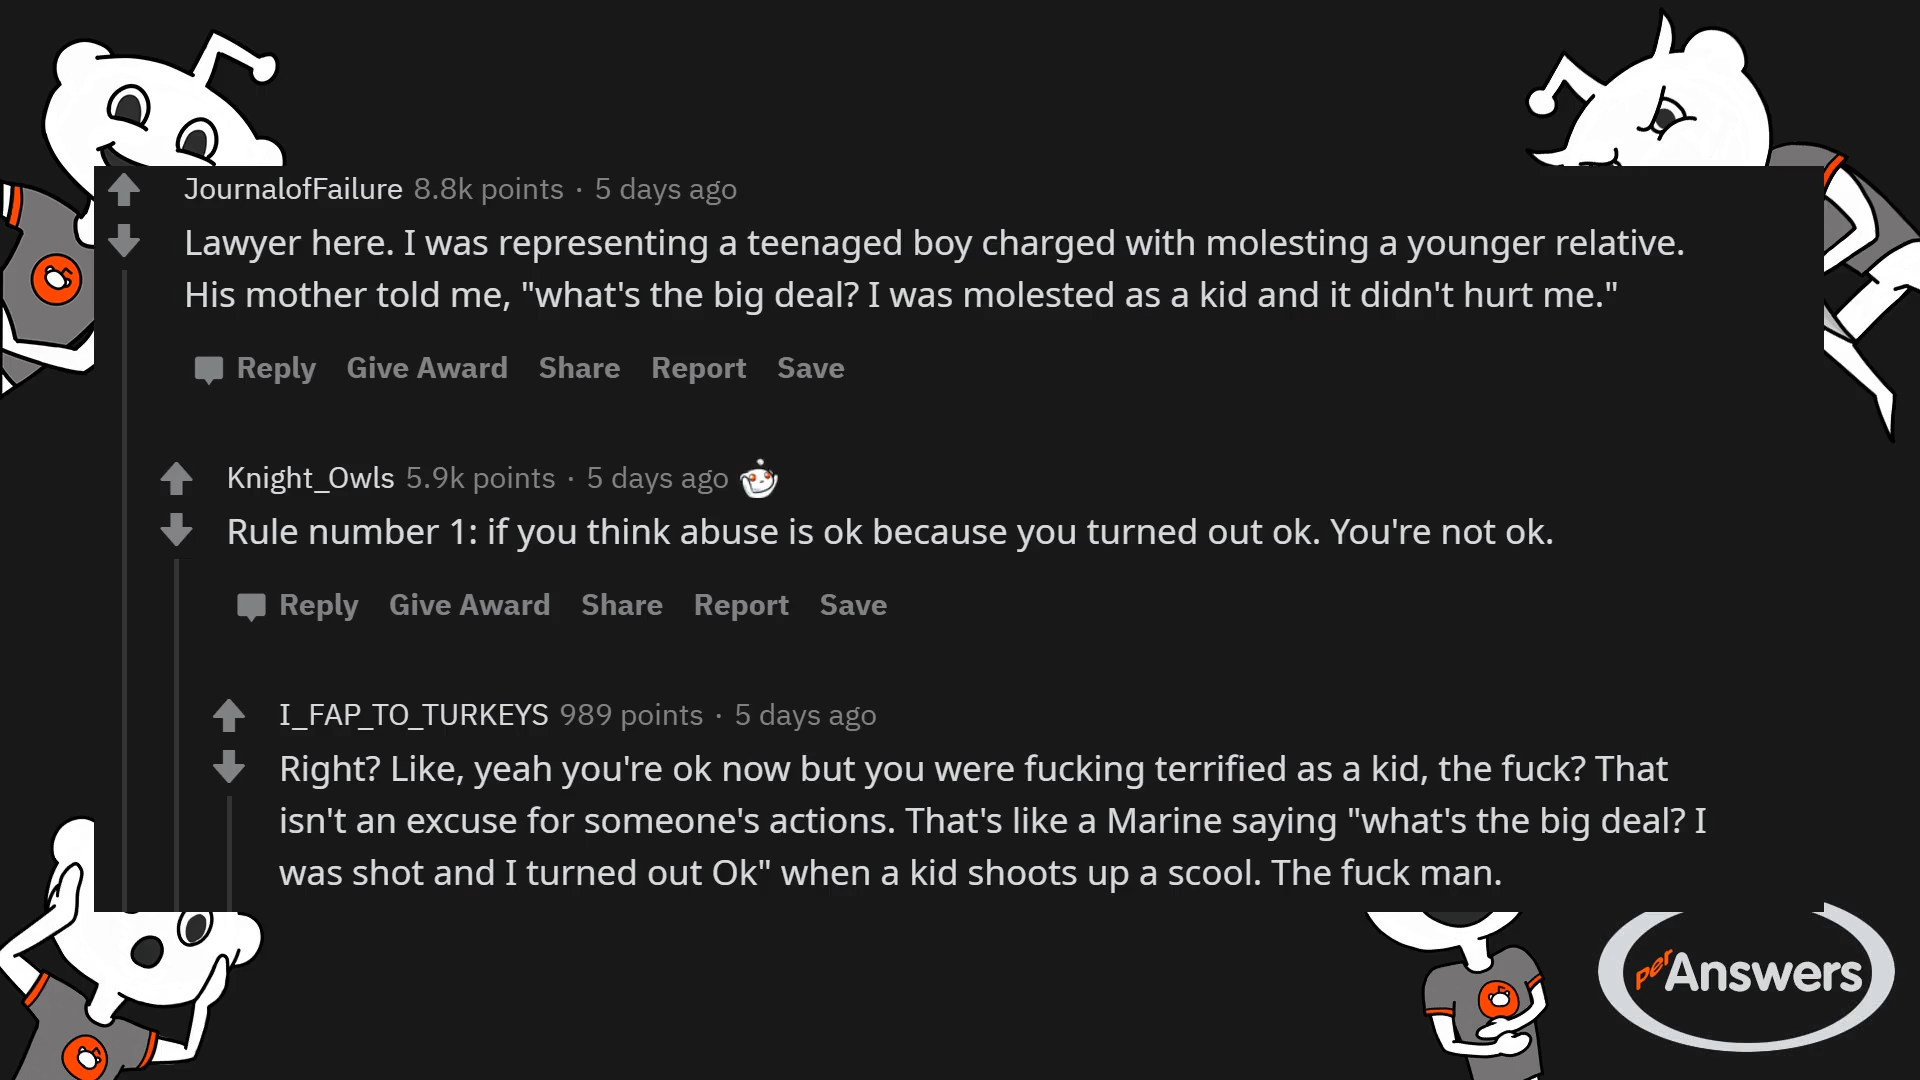 JournalofFailure 8.8k points · 5 days ago
Lawyer here. I was representing a teenaged boy charged with molesting a younger relative.
His mother told me, "what's the big deal? I was molested as a kid and it didn't hurt me."
Reply Give Award Share Report Save
Knight_Owls 5.9k points · 5 days ago
Rule number 1: if you think abuse is ok because you turned out ok. You're not ok.
Reply Give Award Share Report Save
I_FAP_TO_TURKEYS 989 points · 5 days ago
Right? Like, yeah you're ok now but you were fucking terrified as a kid, the fuck? That
isn't an excuse for someone's actions. That's like a Marine saying "what's the big deal? I
was shot and I turned out Ok" when a kid shoots up a scool. The fuck man.
per Answers